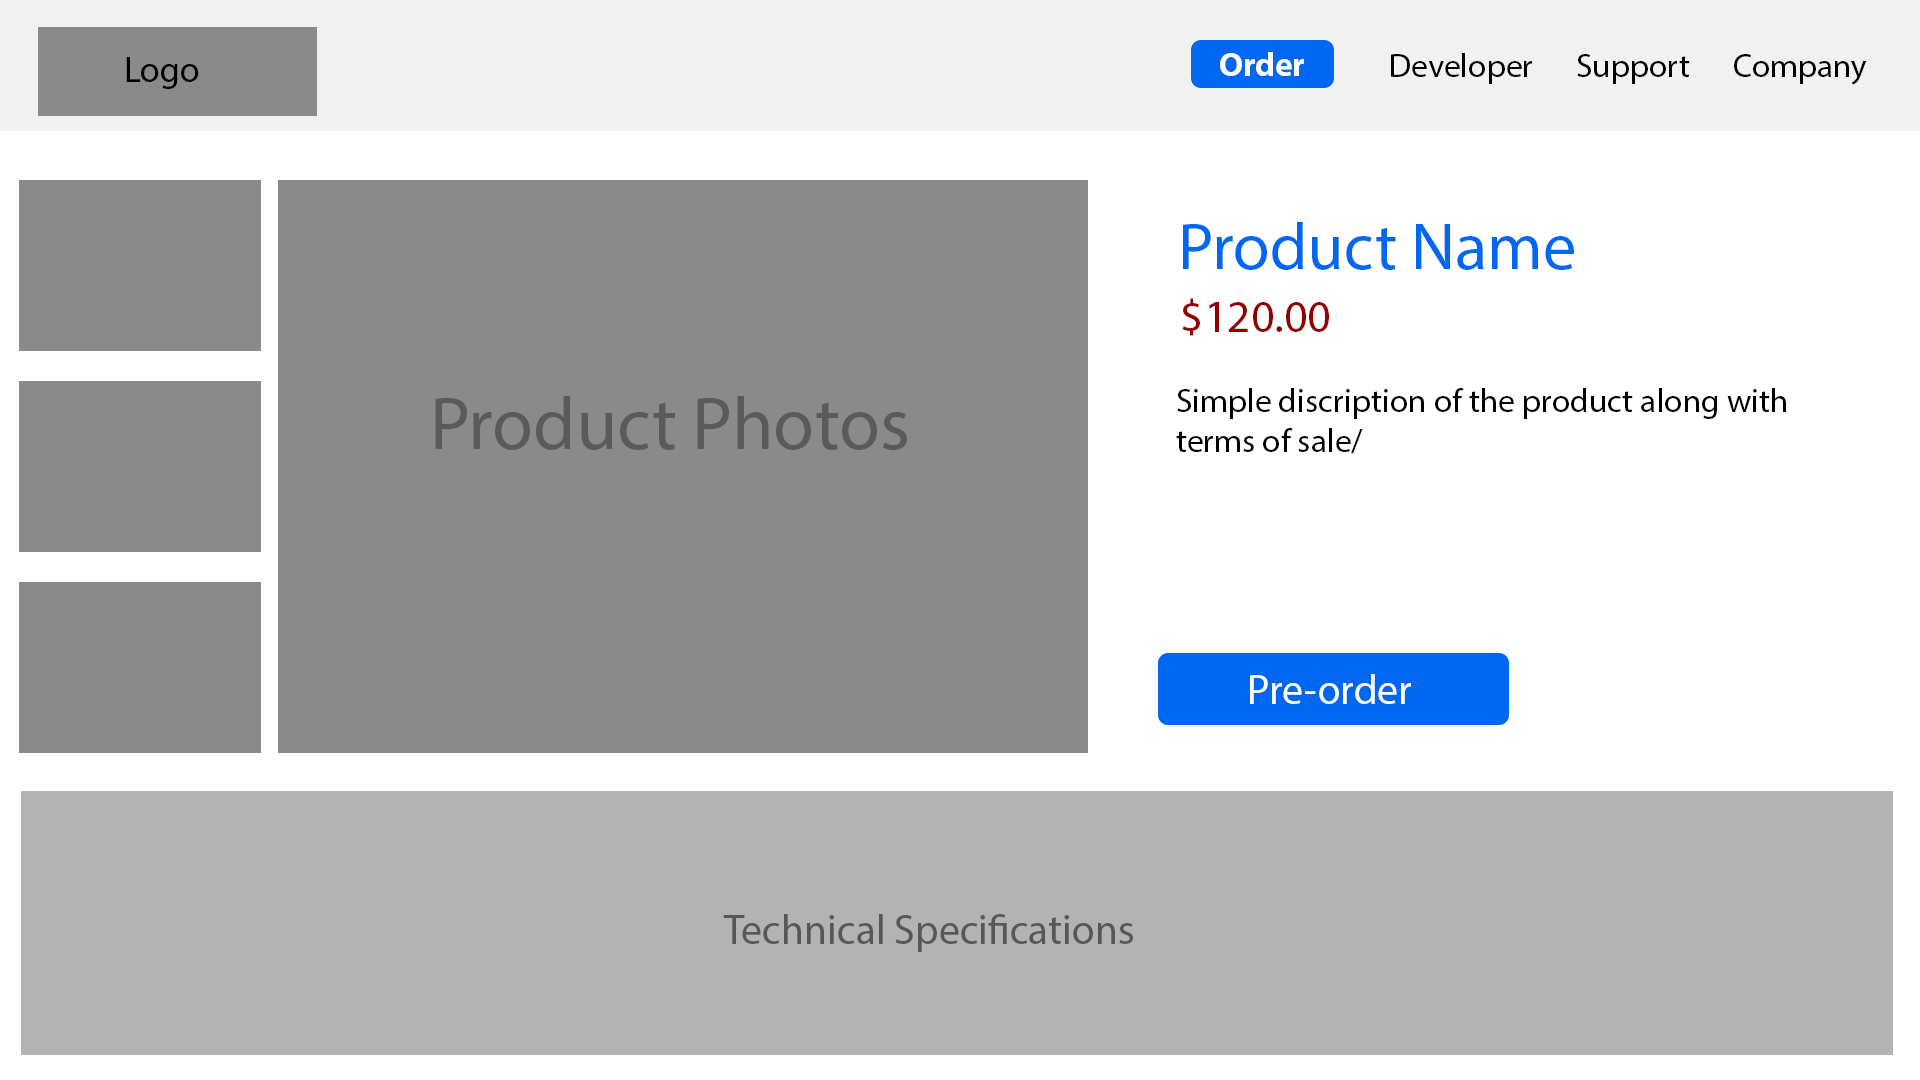 Logo
Order
Developer
Support
Company
Product Photos
Product Name
$120.00
Simple discription of the product along with
terms of sale/
Pre-order
Technical Specifications